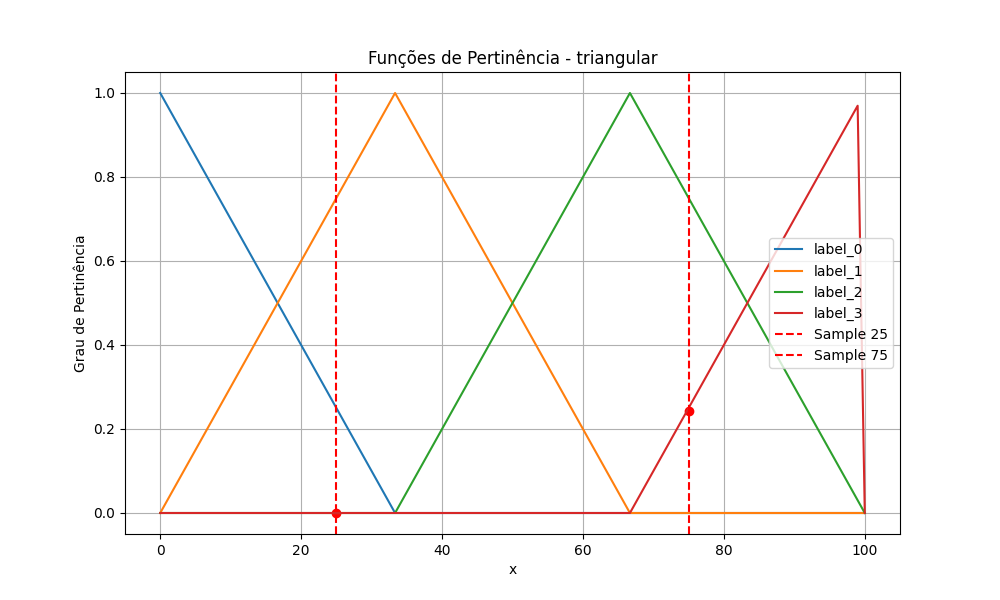 Funções de Pertinência - triangular
Grau de Pertinência
1.0
0.8
0.6
0.4
0.2
0.0
0 20 40 60 80 100
x
label_0
label_1
label_2
label_3
Sample 25
Sample 75